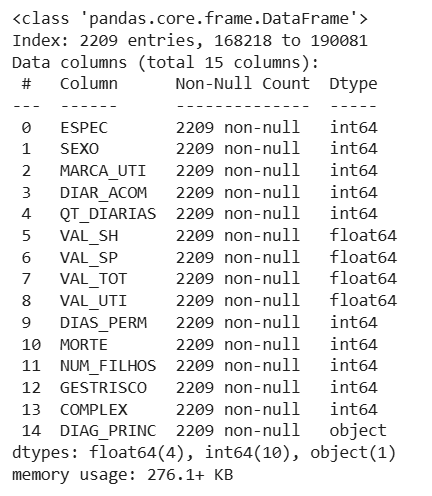 <class 'pandas.core.frame.DataFrame'>
Index: 2209 entries, 168218 to 190081
Data columns (total 15 columns):
 #   Column      Non-Null Count  Dtype
---  ------      --------------  -----
 0   ESPEC       2209 non-null   int64
 1   SEXO        2209 non-null   int64
 2   MARCA_UTI   2209 non-null   int64
 3   DIAR_ACOM   2209 non-null   int64
 4   QT_DIARIAS  2209 non-null   int64
 5   VAL_SH      2209 non-null   float64
 6   VAL_SP      2209 non-null   float64
 7   VAL_TOT     2209 non-null   float64
 8   VAL_UTI     2209 non-null   float64
 9   DIAS_PERM   2209 non-null   int64
 10  MORTE       2209 non-null   int64
 11  NUM_FILHOS  2209 non-null   int64
 12  GESTRISCO   2209 non-null   int64
 13  COMPLEX     2209 non-null   int64
 14  DIAG_PRINC  2209 non-null   object
dtypes: float64(4), int64(10), object(1)
memory usage: 276.1+ KB